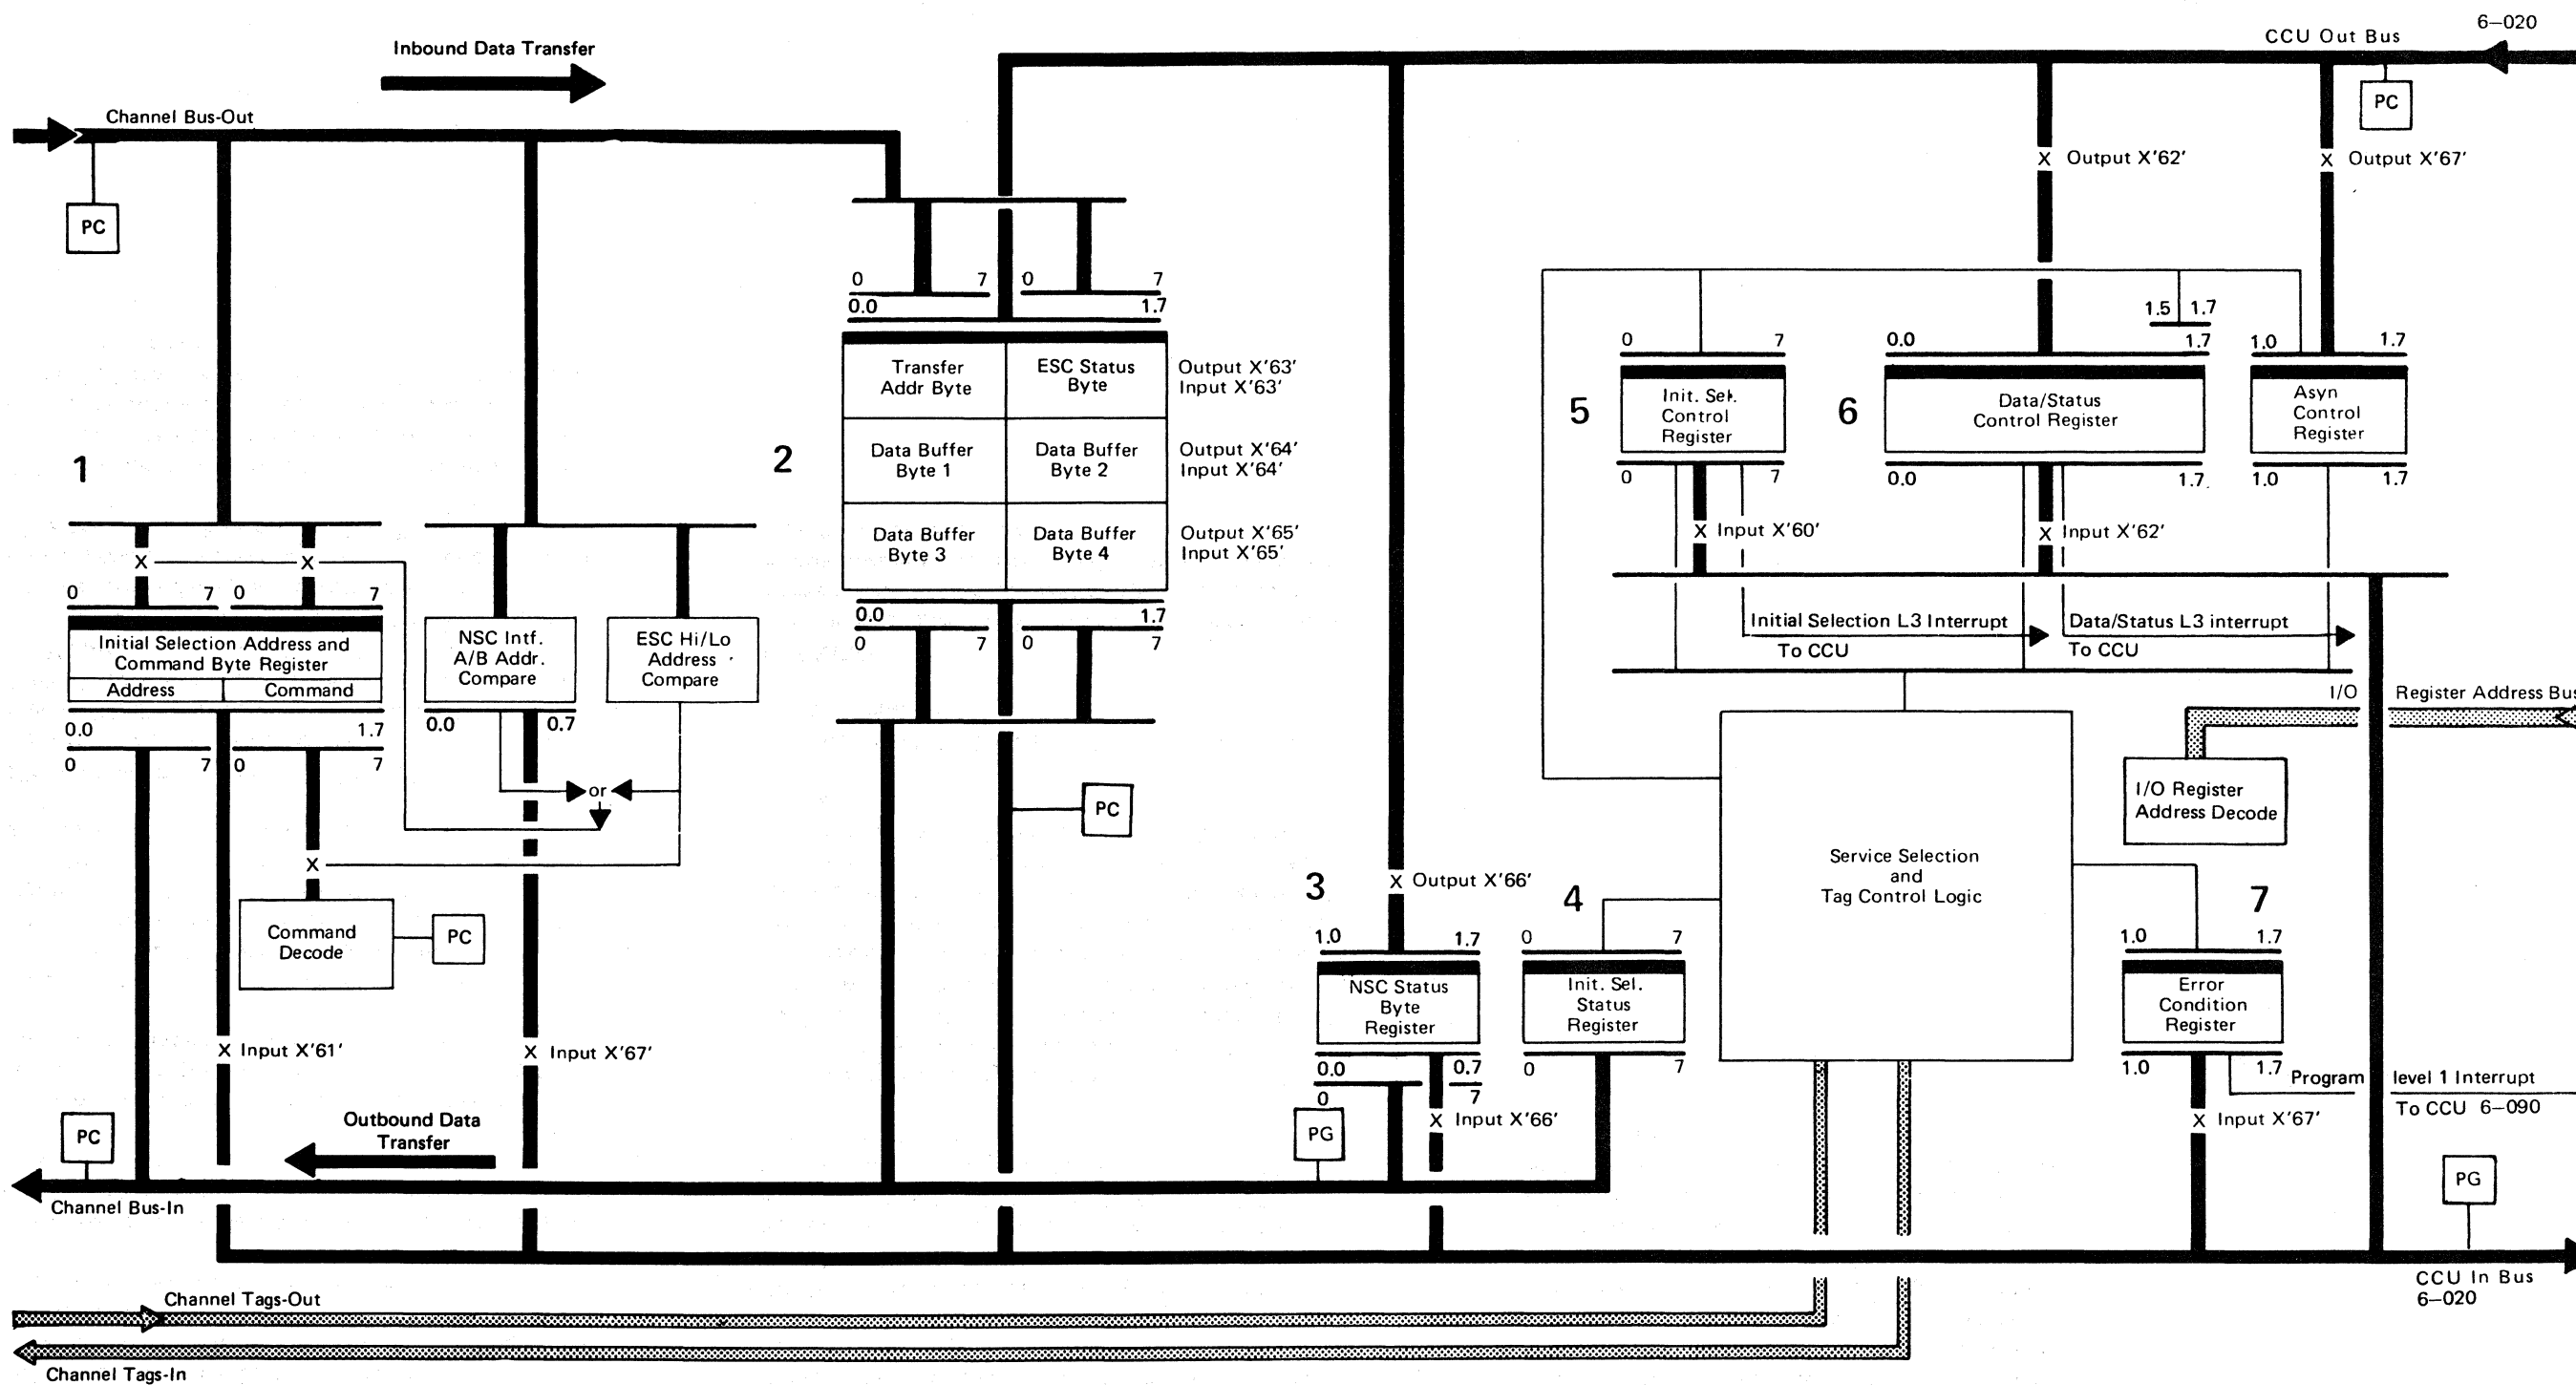 6—020
CCU Out Bus
Inbound Data Transfer
Channel Bus-Out
PC
PC
X Output X'62'
X Output X'67'
0 7 0 7
0.0 1.7
1.5 1.7
0 7
0.0 1.7
1.0 1.7
Transfer
Addr Byte
ESC Status
Byte
Output X'63'
Input X'63'
Data Buffer
Byte 1
Data Buffer
Byte 2
Output X'64'
Input X'64'
Data Buffer
Byte 3
Data Buffer
Byte 4
Output X'65'
Input X'65'
1
2
5
Init. Sel.
Control
Register
6
Data/Status
Control Register
Asyn
Control
Register
0 7
0.0 1.7
1.0 1.7
X Input X'60'
X Input X'62'
X X
0 7 0 7
Initial Selection Address and
Command Byte Register
Address Command
NSC Intf.
A/B Addr.
Compare
ESC Hi/Lo
Address
Compare
0.0 1.7
0 7 0 7
Initial Selection L3 Interrupt
To CCU
Data/Status L3 interrupt
To CCU
0.0 1.7
0 7 0 7
0.0 0.7
or
X
I/O Register Address Bus
I/O Register
Address Decode
PC
Command
Decode
PC
Service Selection
and
Tag Control Logic
3
X Output X'66'
4
7
1.0 1.7
0 7
1.0 1.7
NSC Status
Byte
Register
Init. Sel.
Status
Register
Error
Condition
Register
0.0 0.7
0 7
0 7
1.0 1.7
X Input X'61'
X Input X'67'
Program level 1 Interrupt
To CCU 6—090
PG
X Input X'66'
X Input X'67'
Outbound Data
Transfer
PC
PG
Channel Bus-In
CCU In Bus
6—020
Channel Tags-Out
Channel Tags-In